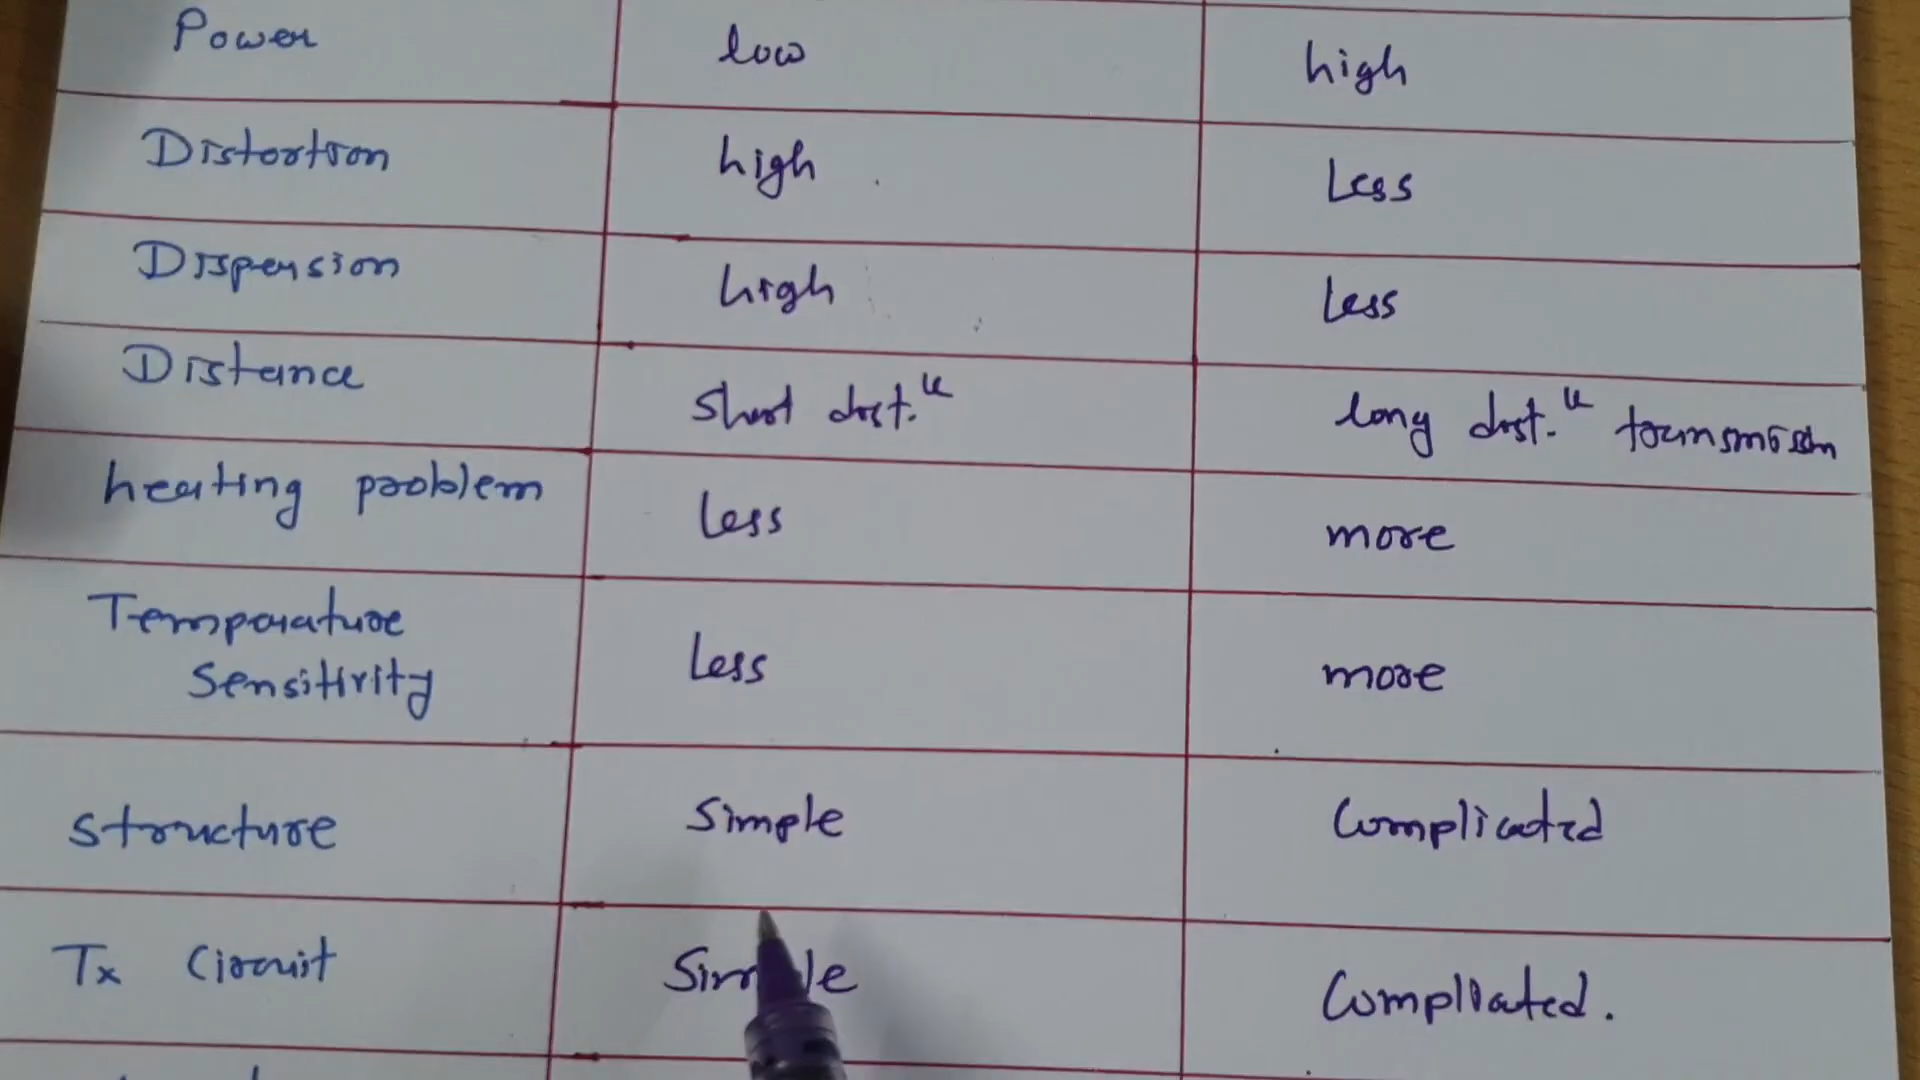 Power low high
Distortion high Less
Dispersion high Less
Distance Short dist. long dist. transmission
heating problem Less more
Temperature
Sensitivity Less more
Structure Simple Complicated
Tx Circuit Simple Complicated.